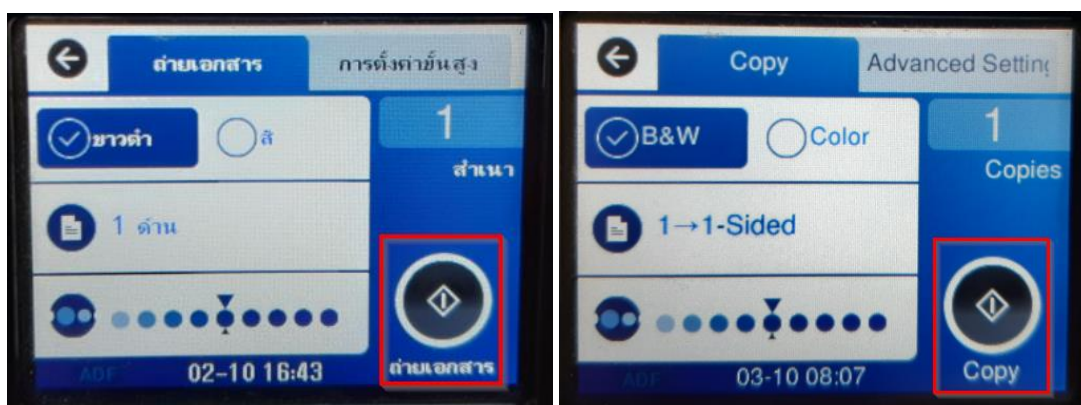 ถ่ายเอกสาร
การตั้งค่าขั้นสูง
ขาวดำ
สี
1
สำเนา
1 ด้าน
ถ่ายเอกสาร
ADF
02-10 16:43
Copy
Advanced Setting
B&W
Color
1
Copies
1→1-Sided
Copy
ADF
03-10 08:07